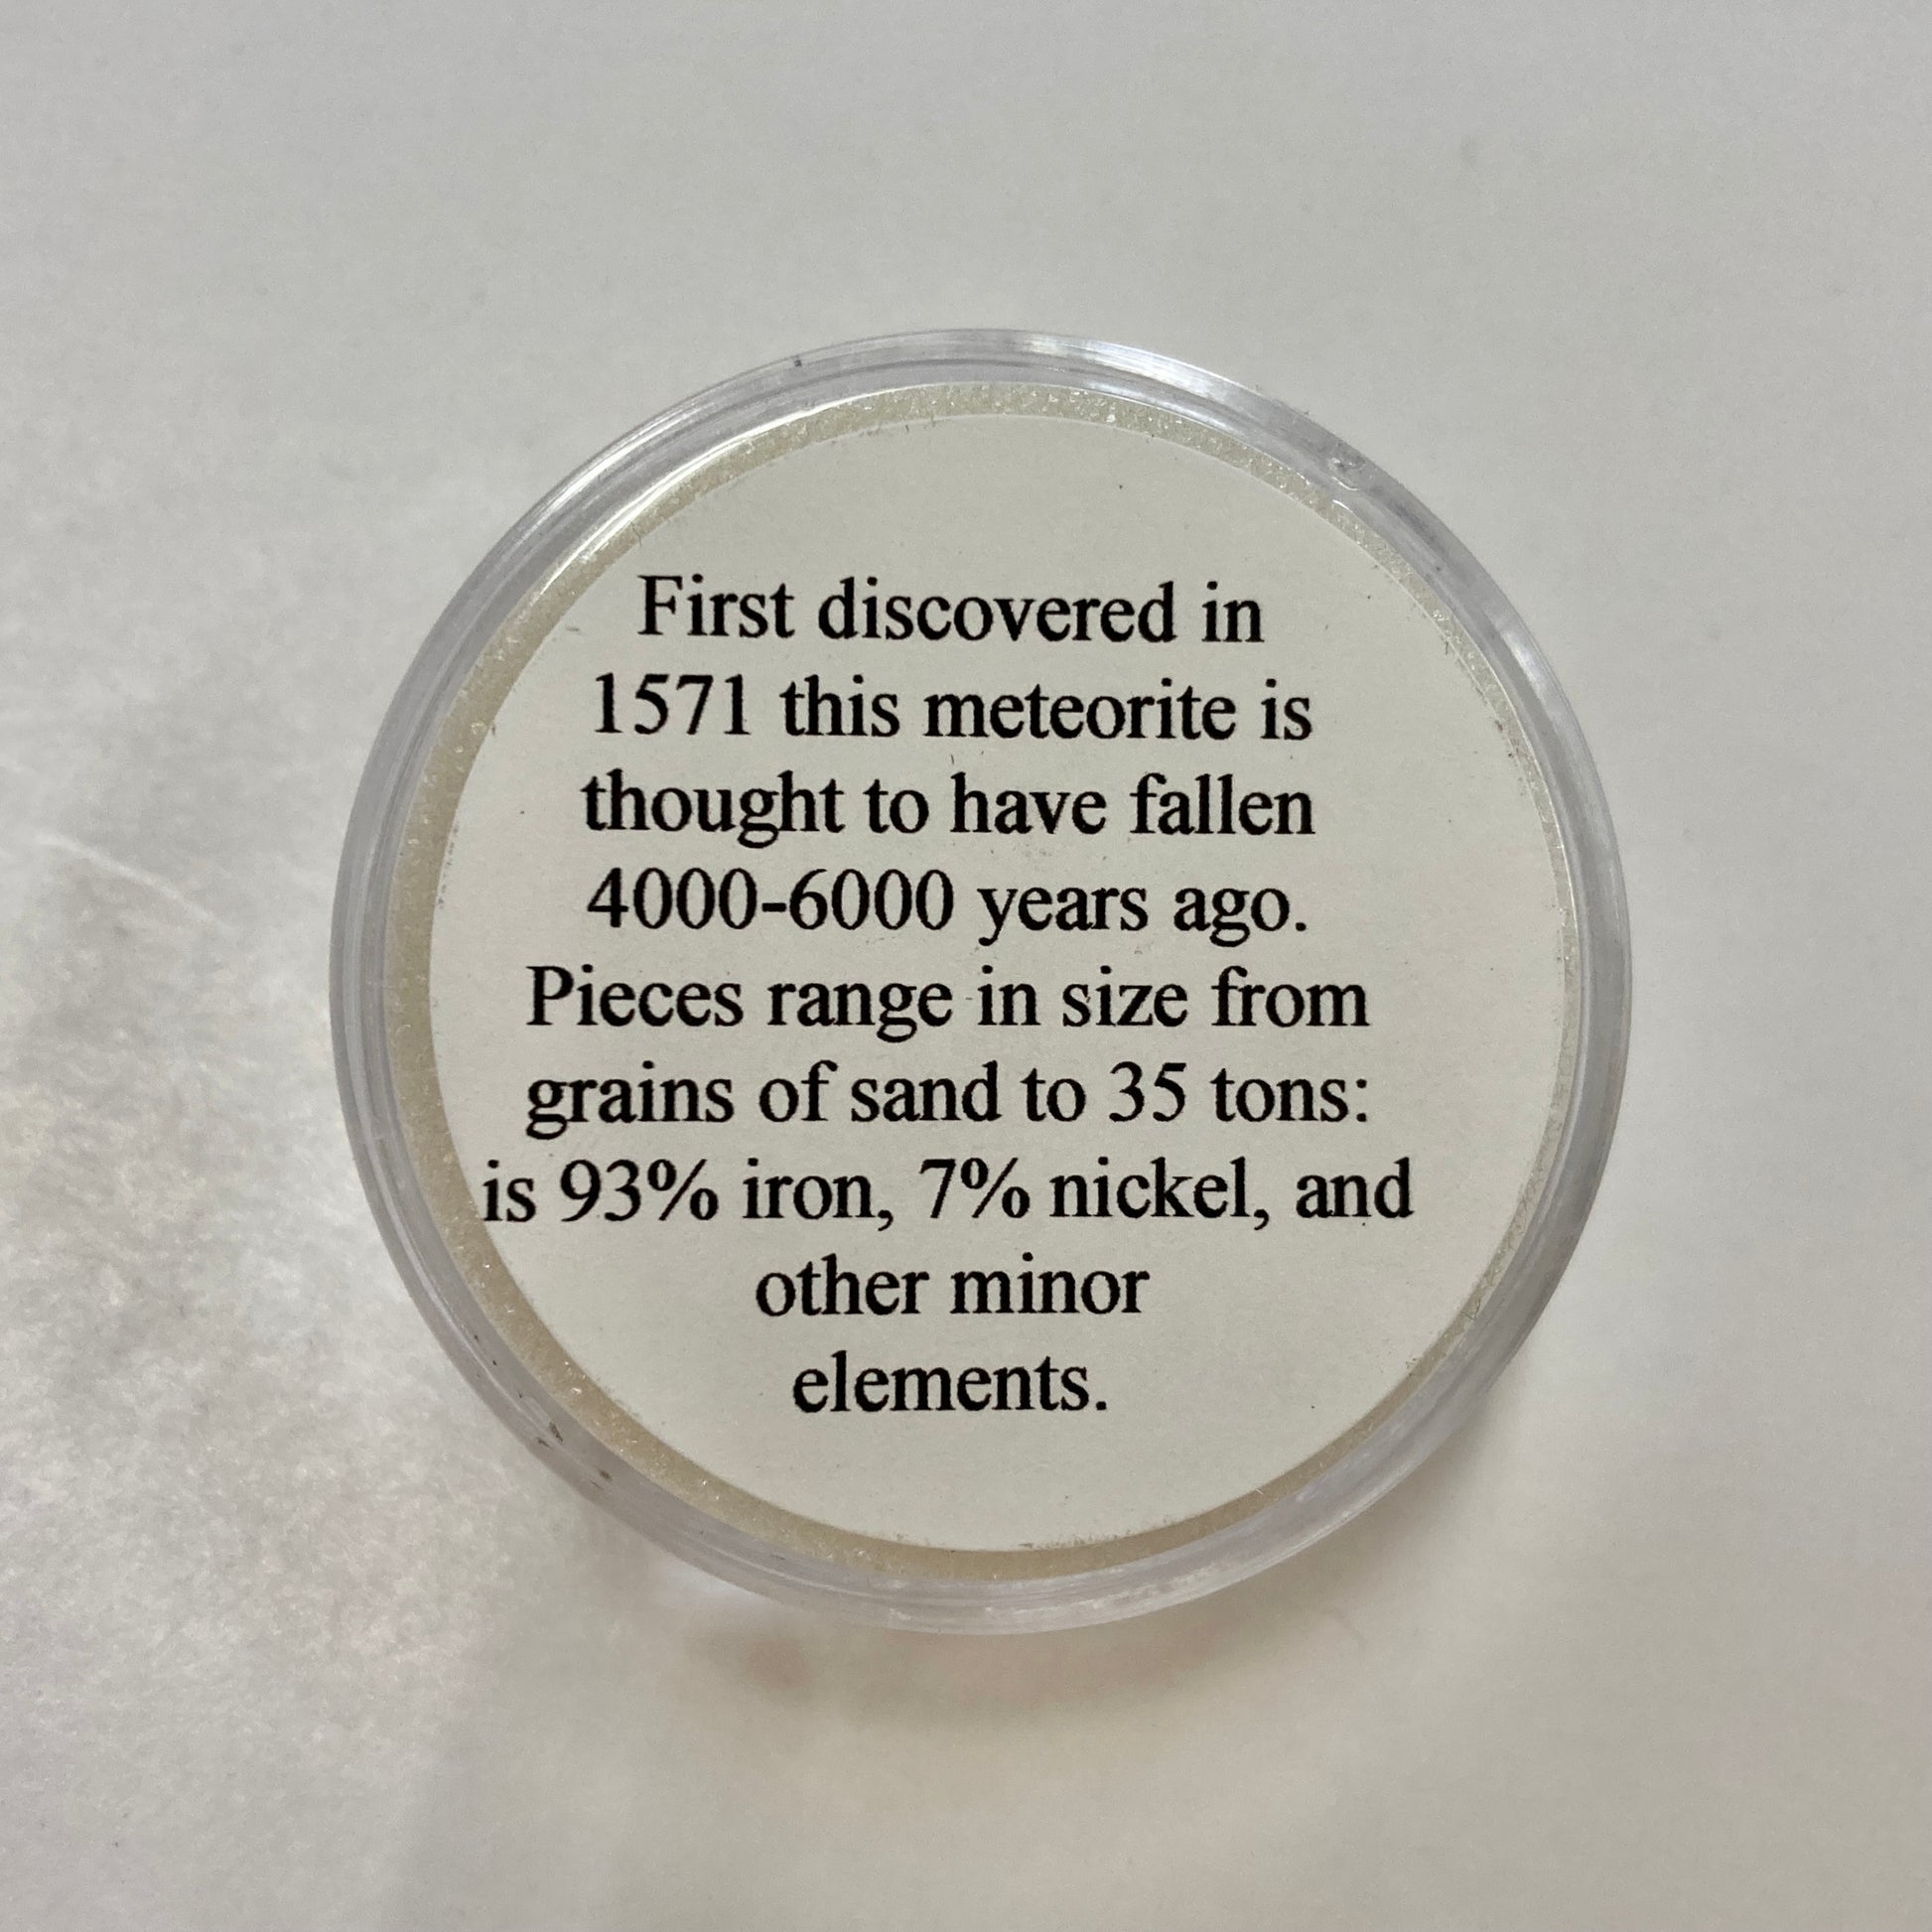 First discovered in
1571 this meteorite is
thought to have fallen
4000-6000 years ago.
Pieces range in size from
grains of sand to 35 tons:
is 93% iron, 7% nickel, and
other minor
elements.